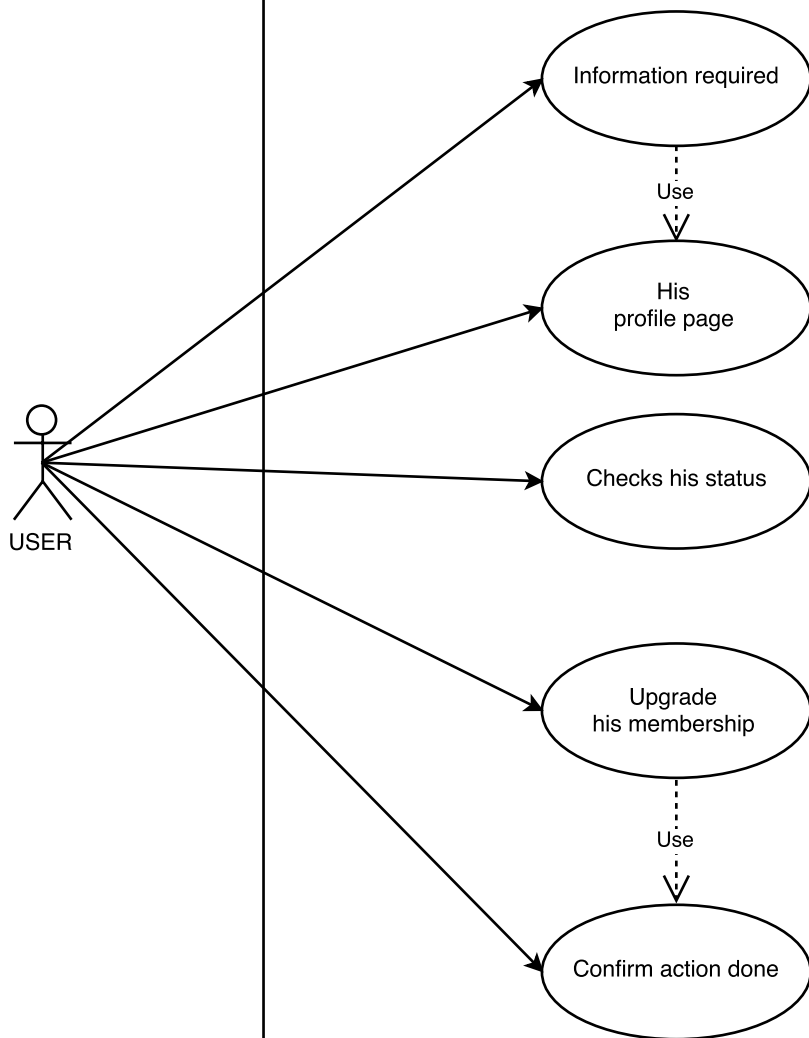 Information required
Use
His
profile page
Checks his status
USER
Upgrade
his membership
Use
Confirm action done